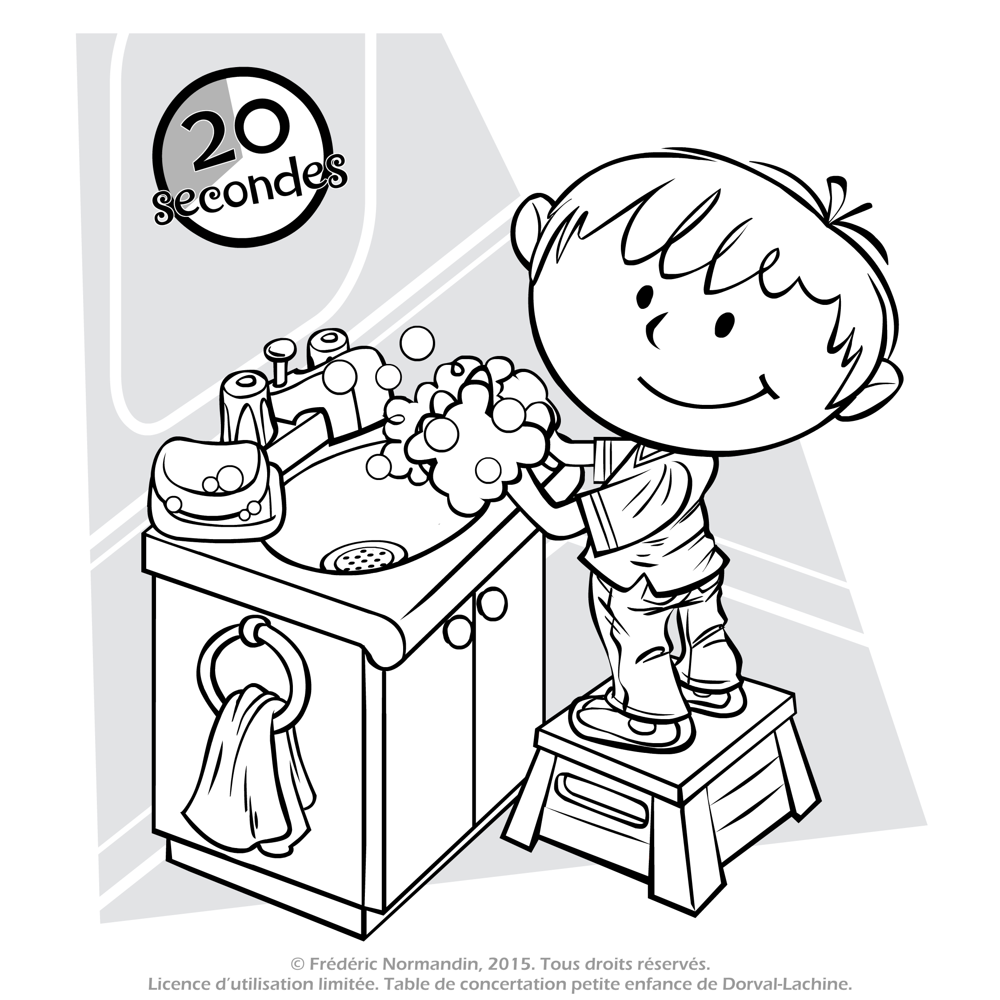 20
secondes
© Frédéric Normandin, 2015. Tous droits réservés.
Licence d’utilisation limitée. Table de concertation petite enfance de Dorval-Lachine.